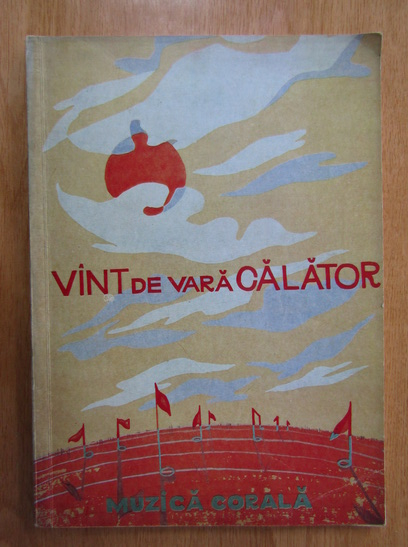 VÎNT DE VARĂ CĂLĂTOR
MUZICĂ CORALĂ